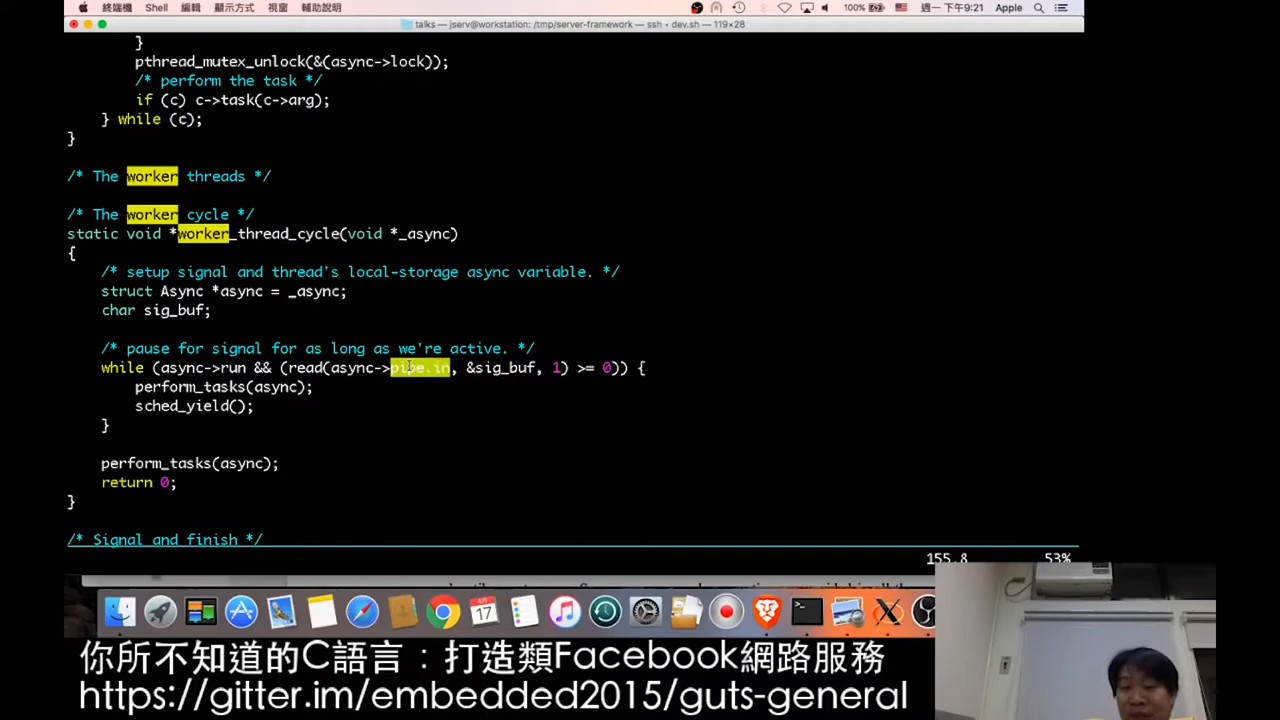 終端機 Shell 編輯 顯示方式 視窗 輔助說明 100% 週一 下午9:21 Apple
talks — jserv@workstation: /tmp/server-framework — ssh ‹ dev.sh — 119×28
}
pthread_mutex_unlock(&(async->lock));
/* perform the task */
if (c) c->task(c->arg);
} while (c);
}
/* The worker threads */
/* The worker cycle */
static void *worker_thread_cycle(void *_async)
{
/* setup signal and thread's local-storage async variable. */
struct Async *async = _async;
char sig_buf;
/* pause for signal for as long as we're active. */
while (async->run && (read(async->pipe.in, &sig_buf, 1) >= 0)) {
perform_tasks(async);
sched_yield();
}
perform_tasks(async);
return 0;
}
/* Signal and finish */
155,8 53%
17
你所不知道的C語言：打造類Facebook網路服務
https://gitter.im/embedded2015/guts-general